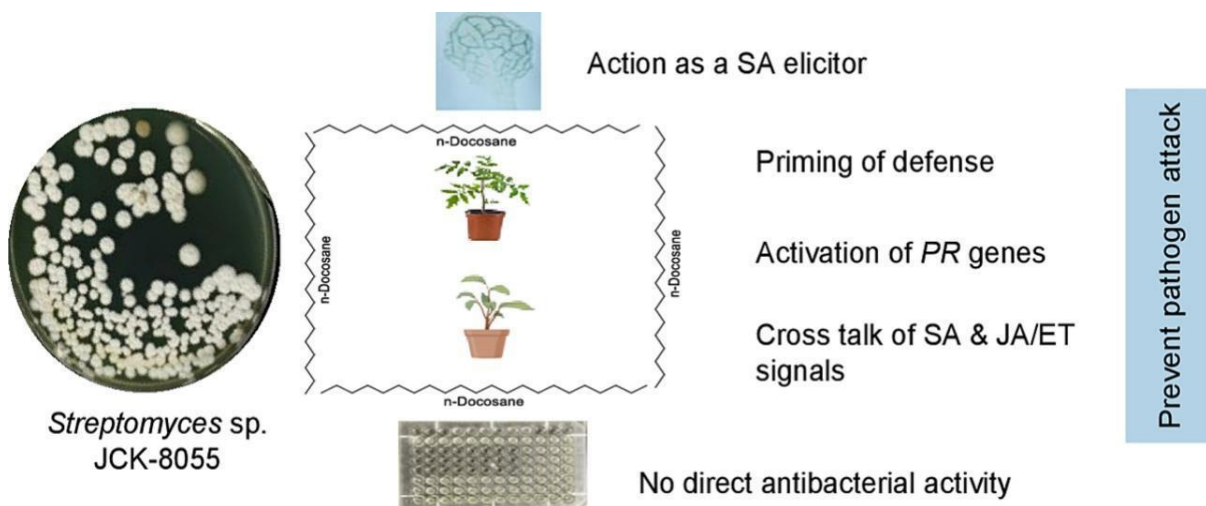 Action as a SA elicitor
n-Docosane
n-Docosane
n-Docosane
Priming of defense
Activation of PR genes
Cross talk of SA & JA/ET
signals
Prevent pathogen attack
n-Docosane
Streptomyces sp.
JCK-8055
No direct antibacterial activity